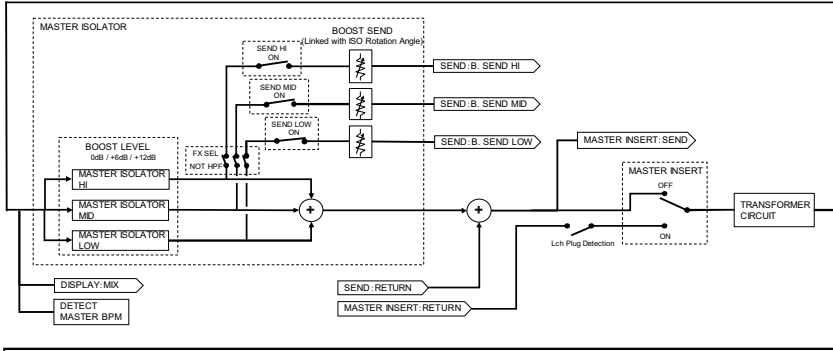 MASTER ISOLATOR
BOOST SEND
(Linked with ISO Rotation Angle)
SEND HI
ON
SEND:B. SEND HI
SEND MID
ON
SEND:B. SEND MID
SEND LOW
ON
SEND:B. SEND LOW
MASTER INSERT:SEND
BOOST LEVEL
0dB / +6dB / +12dB
FX SEL
NOT HPF
MASTER ISOLATOR
HI
MASTER ISOLATOR
MID
MASTER ISOLATOR
LOW
+
+
MASTER INSERT
OFF
ON
TRANSFORMER
CIRCUIT
Lch Plug Detection
DISPLAY:MIX
SEND:RETURN
DETECT
MASTER BPM
MASTER INSERT:RETURN